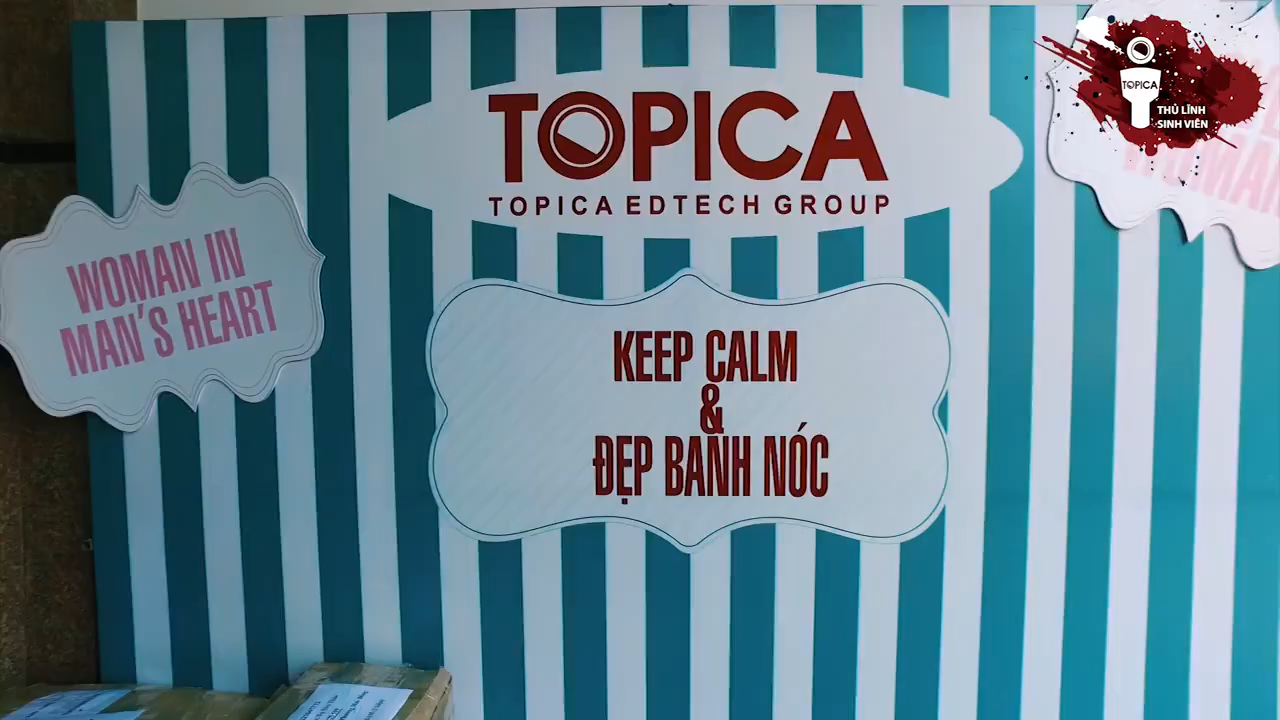 TOPICA
TOPICA EDTECH GROUP
WOMAN IN
MAN'S HEART
KEEP CALM
&
ĐẸP BANH NÓC
TOPICA
THỦ LĨNH
SINH VIÊN